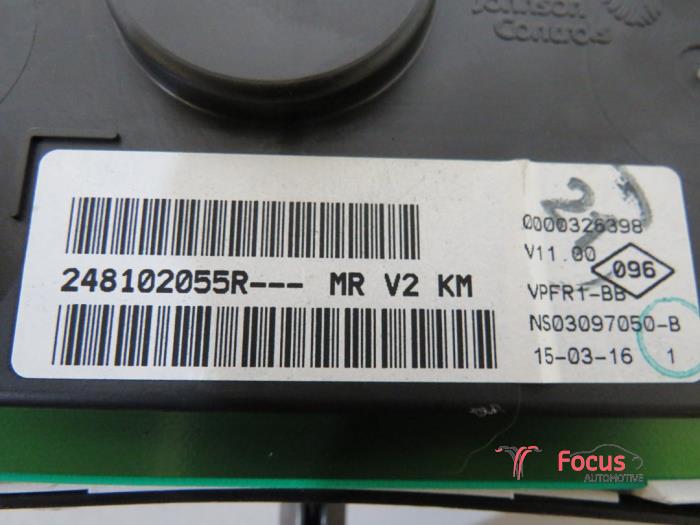 Johnson
Controls
0000326398
V11.00
096
248102055R--- MR V2 KM
VPFR1-BB
NS03097050-B
15-03-16 1
Focus
AUTOMOTIVE